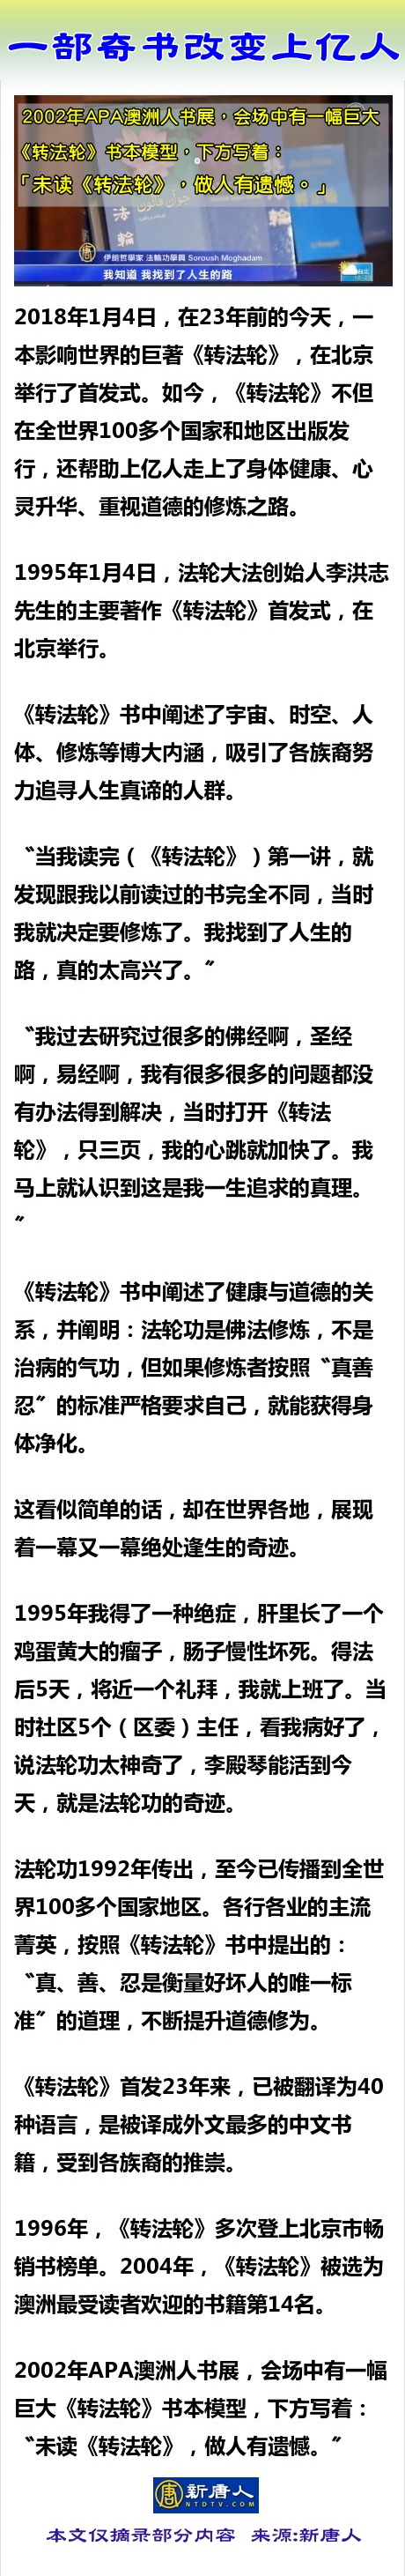 一部奇书改变上亿人
2002年APA澳洲人书展，会场中有一幅巨大
《转法轮》书本模型，下方写着：
「未读《转法轮》，做人有遗憾。」
伊朗哲學家 法輪功學員 Soroush Moghadam
我知道 我找到了人生的路
2018年1月4日，在23年前的今天，一
本影响世界的巨著《转法轮》，在北京
举行了首发式。如今，《转法轮》不但
在全世界100多个国家和地区出版发
行，还帮助上亿人走上了身体健康、心
灵升华、重视道德的修炼之路。
1995年1月4日，法轮大法创始人李洪志
先生的主要著作《转法轮》首发式，在
北京举行。
《转法轮》书中阐述了宇宙、时空、人
体、修炼等博大内涵，吸引了各族裔努
力追寻人生真谛的人群。
〝当我读完（《转法轮》）第一讲，就
发现跟我以前读过的书完全不同，当时
我就决定要修炼了。我找到了人生的
路，真的太高兴了。〞
〝我过去研究过很多的佛经啊，圣经
啊，易经啊，我有很多很多的问题都没
有办法得到解决，当时打开《转法
轮》，只三页，我的心跳就加快了。我
马上就认识到这是我一生追求的真理。
〞
《转法轮》书中阐述了健康与道德的关
系，并阐明：法轮功是佛法修炼，不是
治病的气功，但如果修炼者按照〝真善
忍〞的标准严格要求自己，就能获得身
体净化。
这看似简单的话，却在世界各地，展现
着一幕又一幕绝处逢生的奇迹。
1995年我得了一种绝症，肝里长了一个
鸡蛋黄大的瘤子，肠子慢性坏死。得法
后5天，将近一个礼拜，我就上班了。当
时社区5个（区委）主任，看我病好了，
说法轮功太神奇了，李殿琴能活到今
天，就是法轮功的奇迹。
法轮功1992年传出，至今已传播到全世
界100多个国家地区。各行各业的主流
菁英，按照《转法轮》书中提出的：
〝真、善、忍是衡量好坏人的唯一标
准〞的道理，不断提升道德修为。
《转法轮》首发23年来，已被翻译为40
种语言，是被译成外文最多的中文书
籍，受到各族裔的推崇。
1996年，《转法轮》多次登上北京市畅
销书榜单。2004年，《转法轮》被选为
澳洲最受读者欢迎的书籍第14名。
2002年APA澳洲人书展，会场中有一幅
巨大《转法轮》书本模型，下方写着：
〝未读《转法轮》，做人有遗憾。〞
唐 新唐人
NTDTV.COM
本文仅摘录部分内容 来源:新唐人